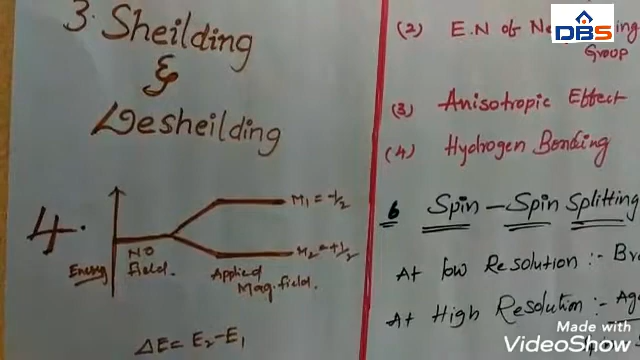 3. Sheilding
&
Desheilding
4.
Energy
NO
Field.
Applied
Mag. field.
M1 = -1/2
M2 = +1/2
ΔE = E2 - E1
DBS
(2) E.N of
Group
(3) Anisotropic Effect
(4) Hydrogen Bonding
6 Spin - Spin Splitting
At low Resolution :-
At High Resolution :-
Made with
VideoShow